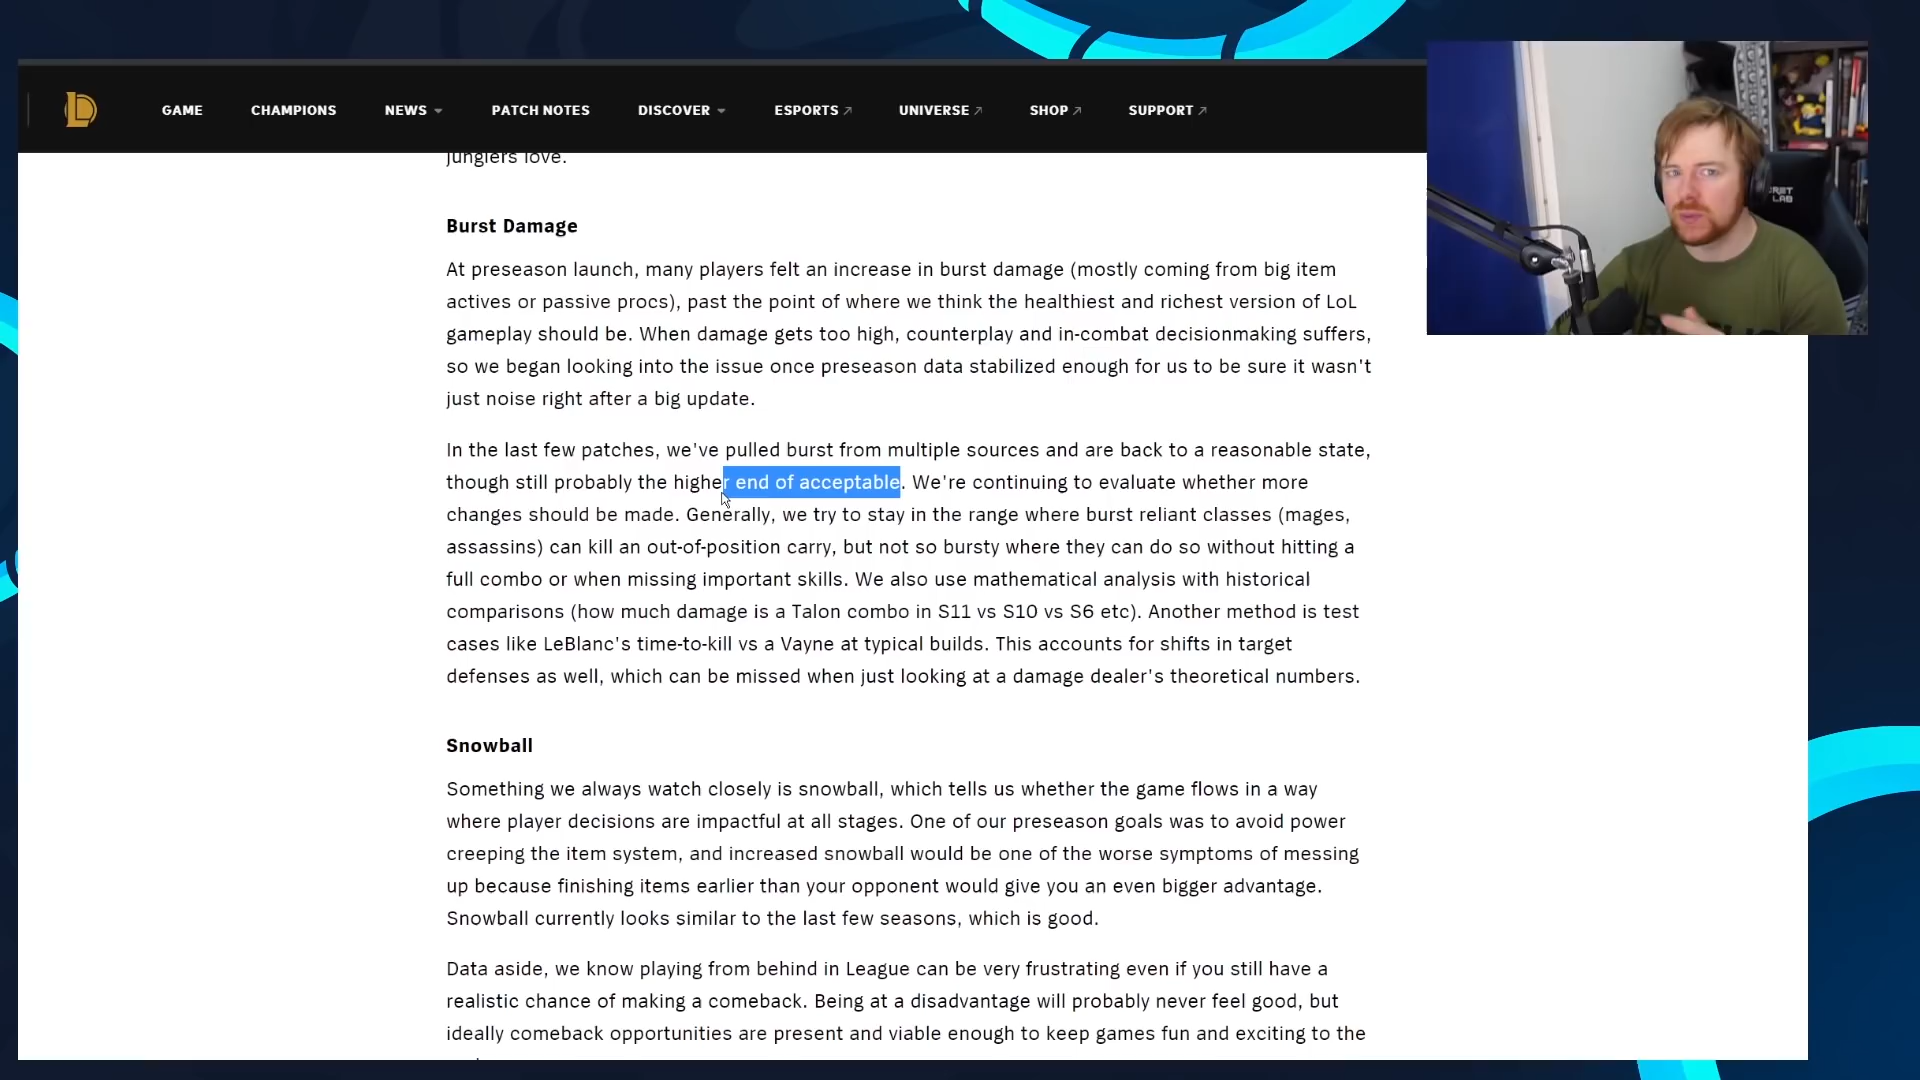 GAME CHAMPIONS NEWS PATCH NOTES DISCOVER ESPORTS UNIVERSE SHOP SUPPORT
junglers love.
Burst Damage
At preseason launch, many players felt an increase in burst damage (mostly coming from big item
actives or passive procs), past the point of where we think the healthiest and richest version of LoL
gameplay should be. When damage gets too high, counterplay and in-combat decisionmaking suffers,
so we began looking into the issue once preseason data stabilized enough for us to be sure it wasn't
just noise right after a big update.
In the last few patches, we've pulled burst from multiple sources and are back to a reasonable state,
though still probably the higher end of acceptable. We're continuing to evaluate whether more
changes should be made. Generally, we try to stay in the range where burst reliant classes (mages,
assassins) can kill an out-of-position carry, but not so bursty where they can do so without hitting a
full combo or when missing important skills. We also use mathematical analysis with historical
comparisons (how much damage is a Talon combo in S11 vs S10 vs S6 etc). Another method is test
cases like LeBlanc's time-to-kill vs a Vayne at typical builds. This accounts for shifts in target
defenses as well, which can be missed when just looking at a damage dealer's theoretical numbers.
Snowball
Something we always watch closely is snowball, which tells us whether the game flows in a way
where player decisions are impactful at all stages. One of our preseason goals was to avoid power
creeping the item system, and increased snowball would be one of the worse symptoms of messing
up because finishing items earlier than your opponent would give you an even bigger advantage.
Snowball currently looks similar to the last few seasons, which is good.
Data aside, we know playing from behind in League can be very frustrating even if you still have a
realistic chance of making a comeback. Being at a disadvantage will probably never feel good, but
ideally comeback opportunities are present and viable enough to keep games fun and exciting to the